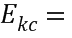 E_{kc} =